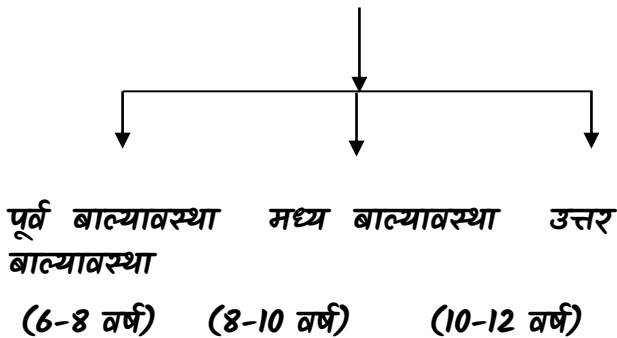 पूर्व बाल्यावस्था मध्य बाल्यावस्था उत्तर
बाल्यावस्था
(6-8 वर्ष) (8-10 वर्ष) (10-12 वर्ष)